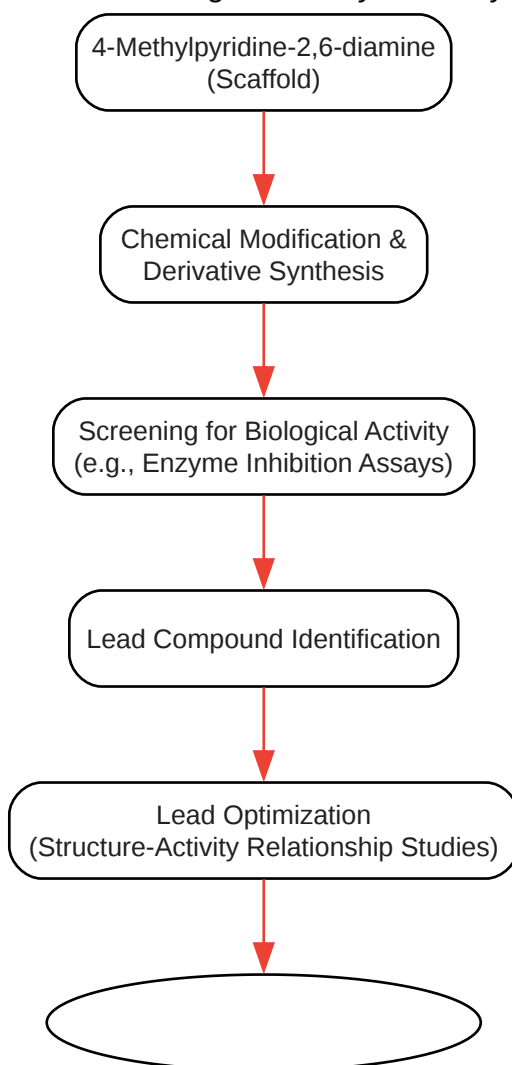 4-Methylpyridine-2,6-diamine
(Scaffold)
Chemical Modification &
Derivative Synthesis
Screening for Biological Activity
(e.g., Enzyme Inhibition Assays)
Lead Compound Identification
Lead Optimization
(Structure-Activity Relationship Studies)